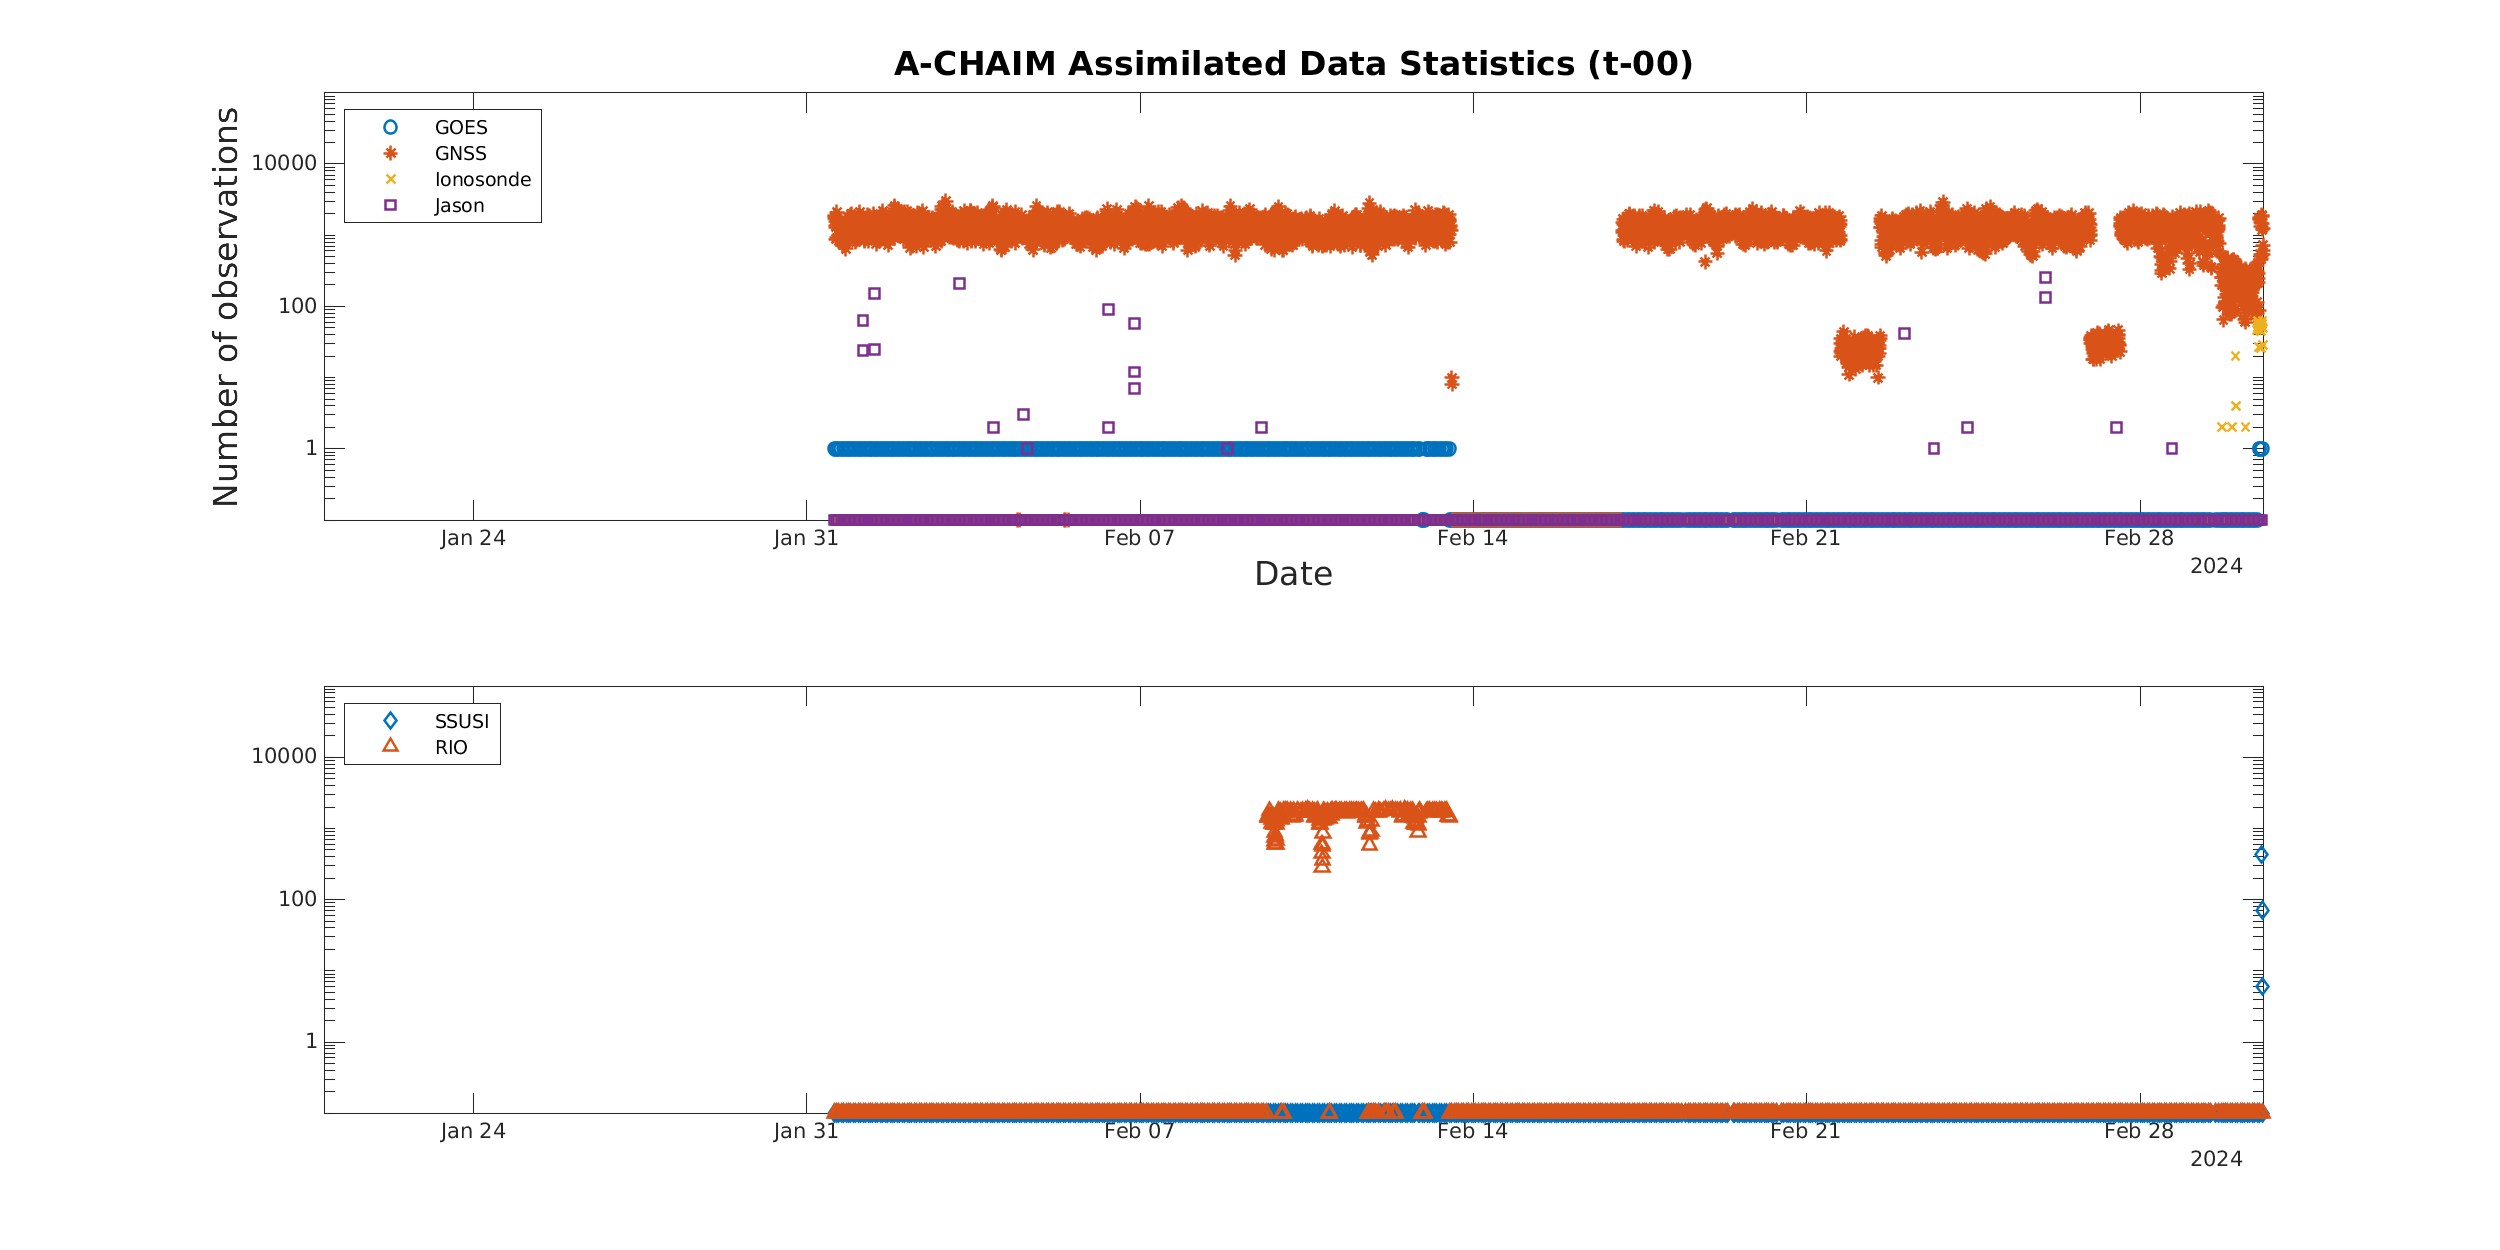 A-CHAIM Assimilated Data Statistics (t-00)
Number of observations
10000
100
1
GOES
GNSS
Ionosonde
Jason
Jan 24 Jan 31 Feb 07 Feb 14 Feb 21 Feb 28
2024
Date
10000
100
1
SSUSI
RIO
Jan 24 Jan 31 Feb 07 Feb 14 Feb 21 Feb 28
2024